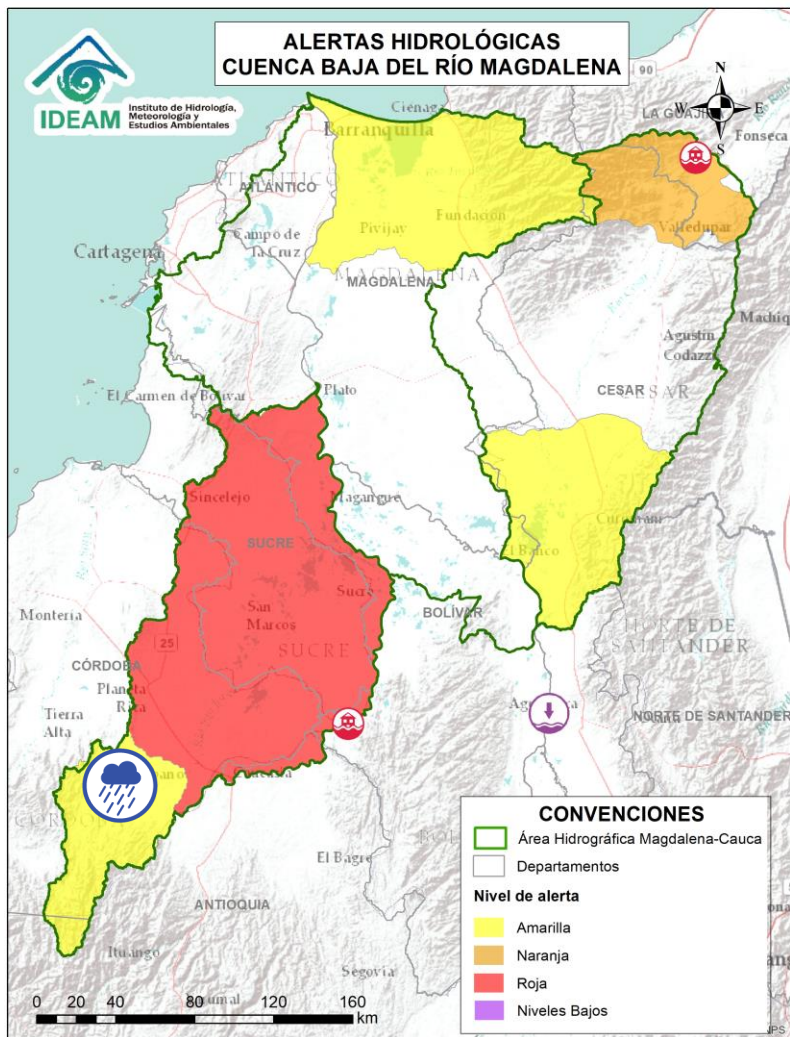 ALERTAS HIDROLÓGICAS
CUENCA BAJA DEL RÍO MAGDALENA
IDEAM
Instituto de Hidrología,
Meteorología y
Estudios Ambientales
90
N
W
E
S
Ciénaga
LA GUAJIRA
Barranquilla
Fonseca
ATLÁNTICO
Pivijay
Fundación
Valledupar
Cartagena
Campo de
la Cruz
MAGDALENA
MAGDALENA
Agustín
Codazzi
CESAR
CESAR
Plato
El Carmen de Bolívar
Sincelejo
Magangué
SUCRE
El Banco
Sucre
BOLÍVAR
San
Marcos
SUCRE
Montería
25
CÓRDOBA
Planeta
Rica
Tierra
Alta
NORTE DE
SANTANDER
NORTE DE SANTANDER
El Bagre
ANTIOQUIA
Ituango
Segovia
0 20 40 80 120 160
km
CONVENCIONES
Área Hidrográfica Magdalena-Cauca
Departamentos
Nivel de alerta
Amarilla
Naranja
Roja
Niveles Bajos